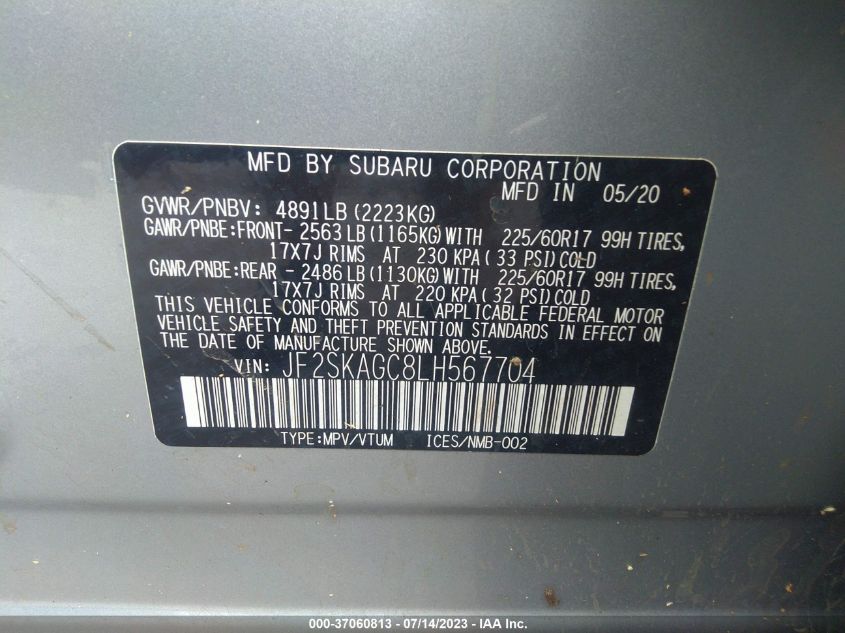 MFD BY SUBARU CORPORATION
MFD IN 05/20
GVWR/PNBV: 4891LB (2223KG)
GAWR/PNBE:FRONT- 2563LB (1165KG) WITH 225/60R17 99H TIRES,
17X7J RIMS AT 230 KPA (33 PSI) COLD
GAWR/PNBE:REAR - 2486LB (1130KG) WITH 225/60R17 99H TIRES,
17X7J RIMS AT 220 KPA (32 PSI) COLD
THIS VEHICLE CONFORMS TO ALL APPLICABLE FEDERAL MOTOR
VEHICLE SAFETY AND THEFT PREVENTION STANDARDS IN EFFECT ON
THE DATE OF MANUFACTURE SHOWN ABOVE.
VIN: JF2SKAGC8LH567704
TYPE:MPV/VTUM ICES/NMB-002
000-37060813 - 07/14/2023 - IAA Inc.